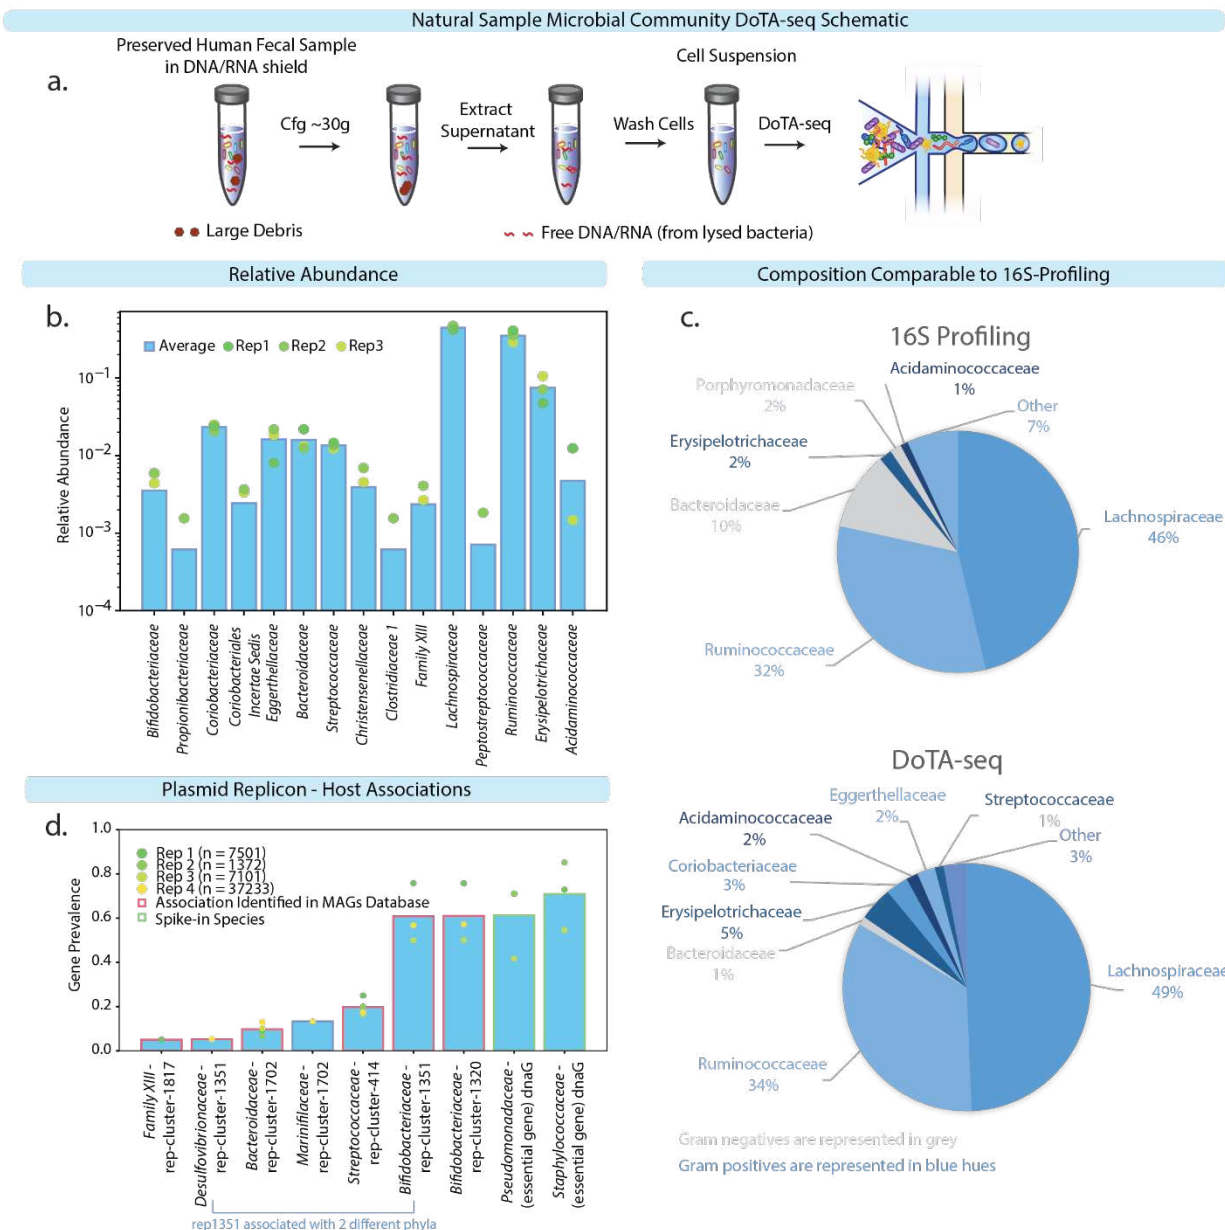 Natural Sample Microbial Community DoTA-seq Schematic
a.
Preserved Human Fecal Sample
in DNA/RNA shield
Cfg ~30g
Extract
Supernatant
Wash Cells
Cell Suspension
DoTA-seq
Large Debris
Free DNA/RNA (from lysed bacteria)
Relative Abundance
b.
Average
Rep1
Rep2
Rep3
Relative Abundance
10⁻¹
10⁻²
10⁻³
10⁻⁴
Bifidobacteriaceae
Propionibacteriaceae
Coriobacteriaceae
Coriobacteriales
Incertae Sedis
Eggerthellaceae
Bacteroidaceae
Streptococcaceae
Christensenellaceae
Clostridiaceae 1
Family XIII
Lachnospiraceae
Peptostreptococcaceae
Ruminococcaceae
Erysipelotrichaceae
Acidaminococcaceae
Composition Comparable to 16S-Profiling
c.
16S Profiling
Acidaminococcaceae
1%
Porphyromonadaceae
2%
Other
7%
Erysipelotrichaceae
2%
Bacteroidaceae
10%
Lachnospiraceae
46%
Ruminococcaceae
32%
DoTA-seq
Eggerthellaceae
2%
Streptococcaceae
1%
Acidaminococcaceae
2%
Other
3%
Coriobacteriaceae
3%
Erysipelotrichaceae
5%
Bacteroidaceae
1%
Lachnospiraceae
49%
Ruminococcaceae
34%
Gram negatives are represented in grey
Gram positives are represented in blue hues
Plasmid Replicon - Host Associations
d.
Rep 1 (n = 7501)
Rep 2 (n = 1372)
Rep 3 (n = 7101)
Rep 4 (n = 37233)
Association Identified in MAGs Database
Spike-in Species
Gene Prevalence
1.0
0.8
0.6
0.4
0.2
0.0
Family XIII -
rep-cluster-1817
Desulfovibrionaceae -
rep-cluster-1351
Bacteroidaceae -
rep-cluster-1702
Marinifilaceae -
rep-cluster-1702
Streptococcaceae -
rep-cluster-414
Bifidobacteriaceae -
rep-cluster-1351
Bifidobacteriaceae -
rep-cluster-1320
Pseudomonadaceae -
(essential gene) dnaG
Staphylococcaceae -
(essential gene) dnaG
rep1351 associated with 2 different phyla